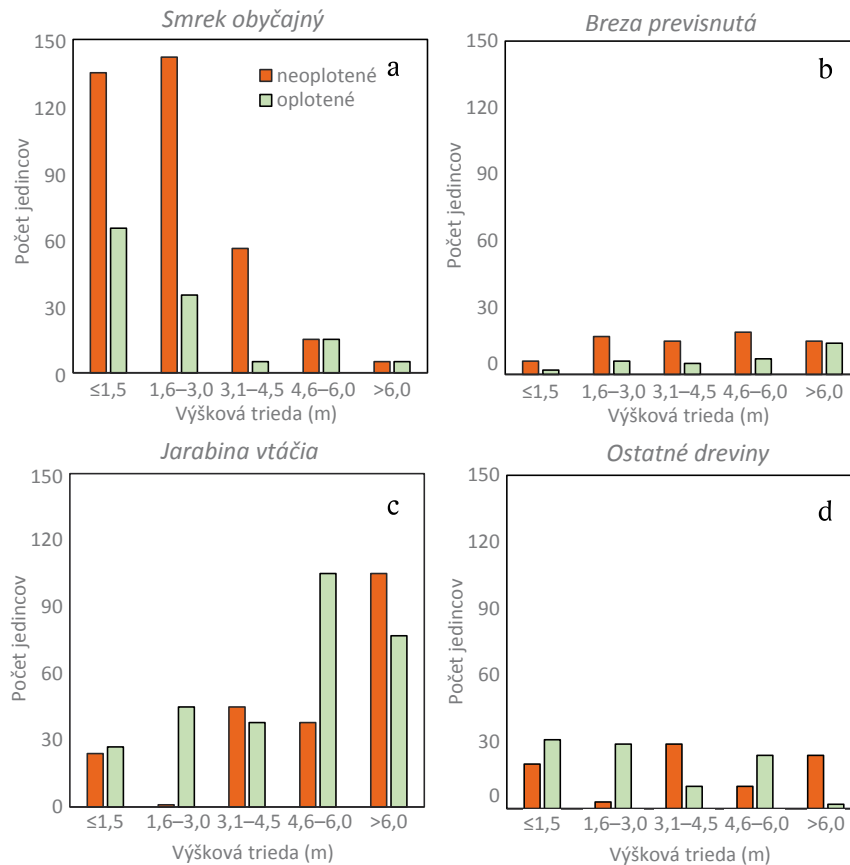 Smrek obyčajný
a
neoplotené
oplotené
150
120
90
60
30
0
Počet jedincov
≤1,5 1,6–3,0 3,1–4,5 4,6–6,0 >6,0
Výšková trieda (m)
Breza previsnutá
b
150
120
90
60
30
0
Počet jedincov
≤1,5 1,6–3,0 3,1–4,5 4,6–6,0 >6,0
Výšková trieda (m)
Jarabina vtáčia
c
150
120
90
60
30
0
Počet jedincov
≤1,5 1,6–3,0 3,1–4,5 4,6–6,0 >6,0
Výšková trieda (m)
Ostatné dreviny
d
150
120
90
60
30
0
Počet jedincov
≤1,5 1,6–3,0 3,1–4,5 4,6–6,0 >6,0
Výšková trieda (m)